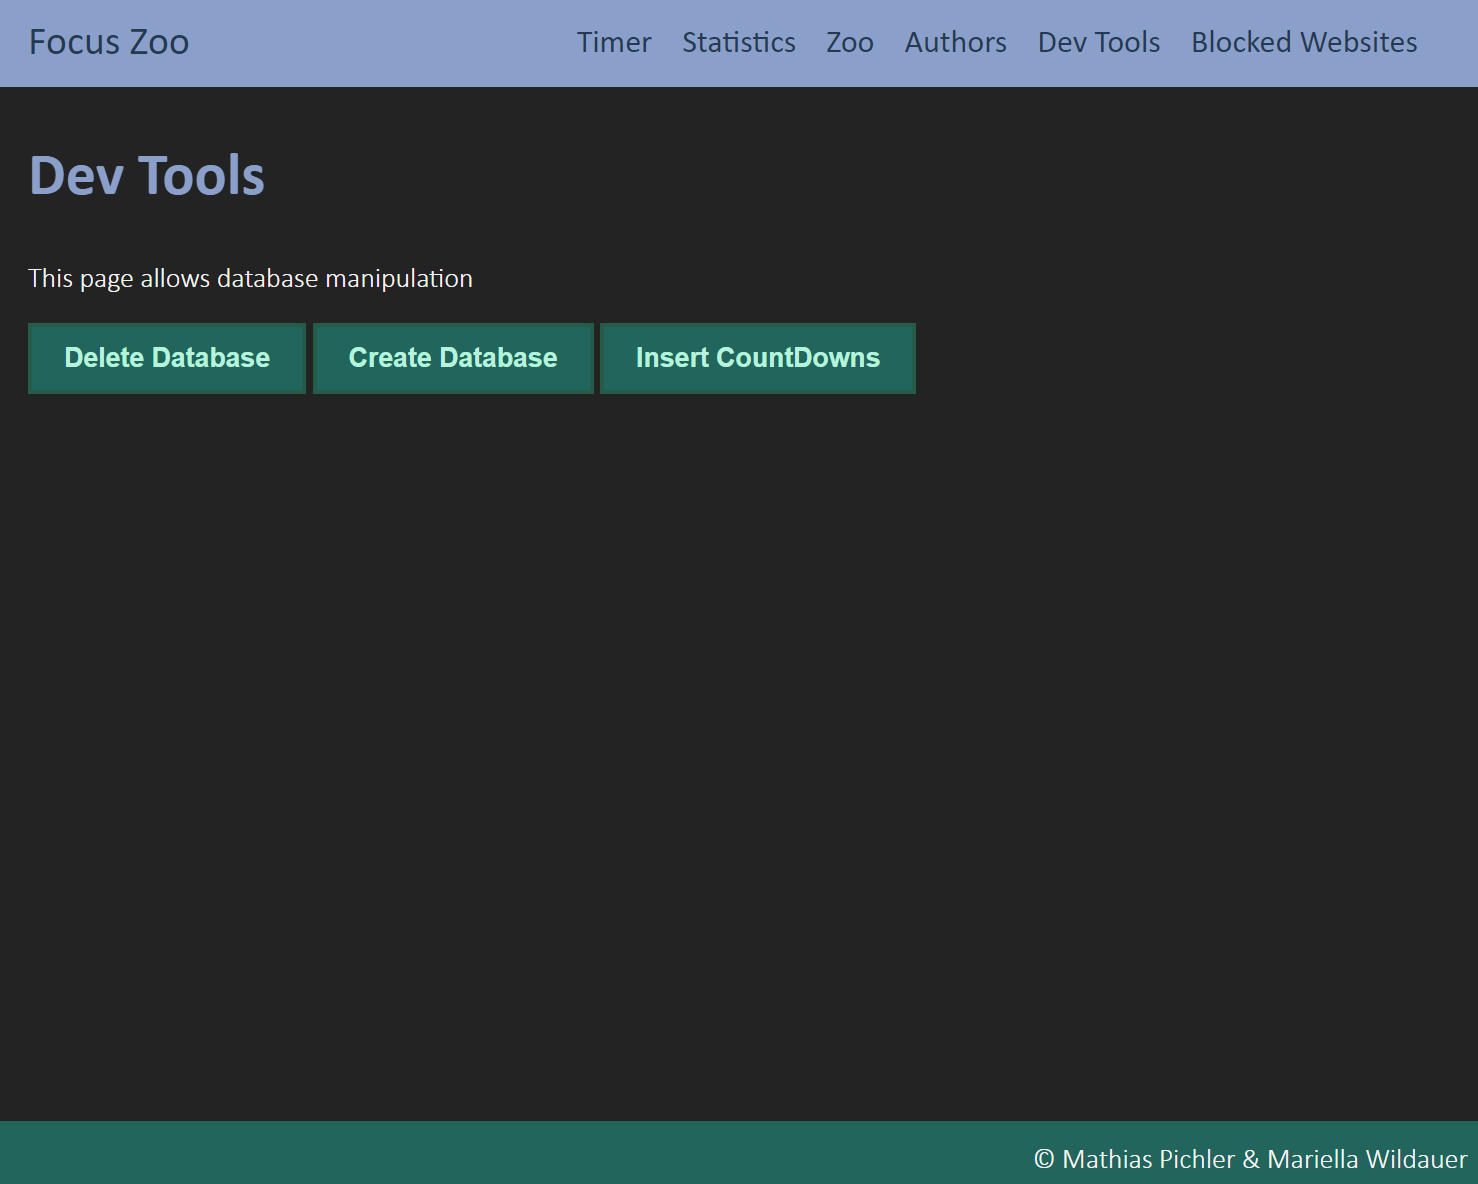 Focus Zoo Timer Statistics Zoo Authors Dev Tools Blocked Websites
Dev Tools
This page allows database manipulation
Delete Database Create Database Insert CountDowns
© Mathias Pichler & Mariella Wildauer